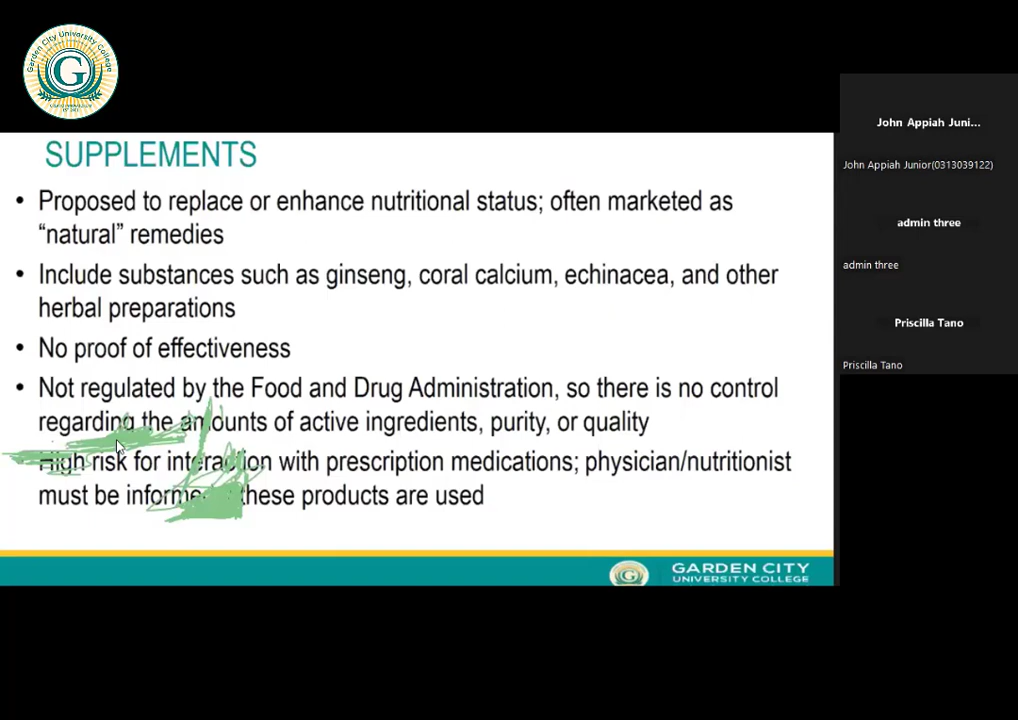 Garden City University College
G
SUPPLEMENTS
• Proposed to replace or enhance nutritional status; often marketed as
“natural” remedies
• Include substances such as ginseng, coral calcium, echinacea, and other
herbal preparations
• No proof of effectiveness
• Not regulated by the Food and Drug Administration, so there is no control
regarding the amounts of active ingredients, purity, or quality
High risk for interaction with prescription medications; physician/nutritionist
must be informed these products are used
GARDEN CITY
UNIVERSITY COLLEGE
John Appiah Juni...
John Appiah Junior(0313039122)
admin three
admin three
Priscilla Tano
Priscilla Tano